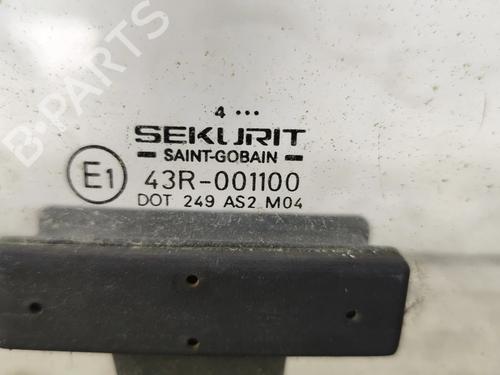 B-PARTS
4 •••
SEKURIT
SAINT-GOBAIN
E1 43R-001100
DOT 249 AS2 M04